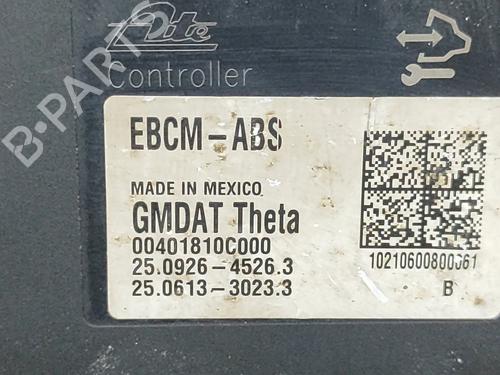 Ate
Controller
EBCM-ABS
MADE IN MEXICO
GMDAT Theta
00401810C000
25.0926-4526.3
25.0613-3023.3
10210600800661
B
B-PARTS